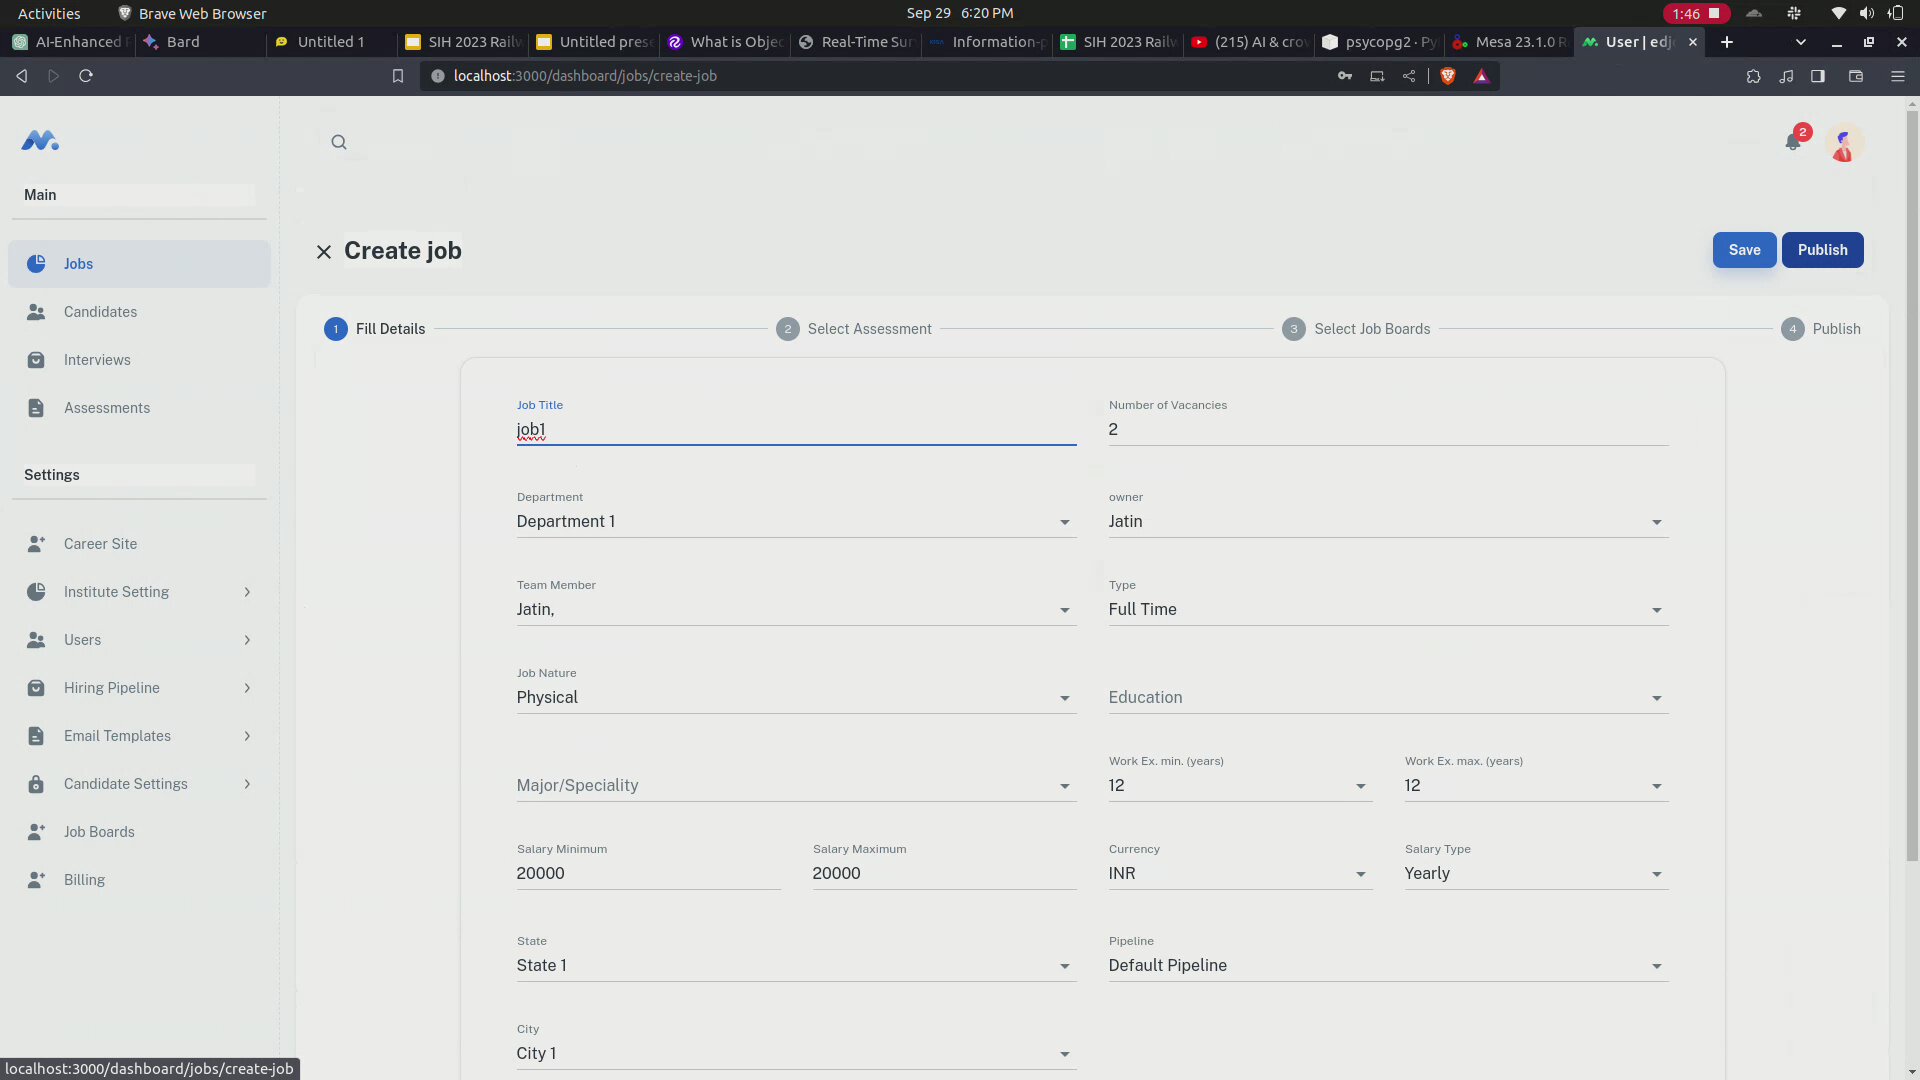 Activities
Brave Web Browser
Sep 29 6:20 PM
1:46
AI-Enhanced
Bard
Untitled 1
SIH 2023 Railw
Untitled prese
What is Objec
Real-Time Sur
Information-p
SIH 2023 Railw
(215) AI & crow
psycopg2 · Py
Mesa 23.1.0 R
User | edjo
localhost:3000/dashboard/jobs/create-job
2
Main
Jobs
Candidates
Interviews
Assessments
Settings
Career Site
Institute Setting
Users
Hiring Pipeline
Email Templates
Candidate Settings
Job Boards
Billing
Create job
Save
Publish
1 Fill Details
2 Select Assessment
3 Select Job Boards
4 Publish
Job Title
job1
Number of Vacancies
2
Department
Department 1
owner
Jatin
Team Member
Jatin,
Type
Full Time
Job Nature
Physical
Education
Major/Speciality
Work Ex. min. (years)
12
Work Ex. max. (years)
12
Salary Minimum
20000
Salary Maximum
20000
Currency
INR
Salary Type
Yearly
State
State 1
Pipeline
Default Pipeline
City
City 1
localhost:3000/dashboard/jobs/create-job